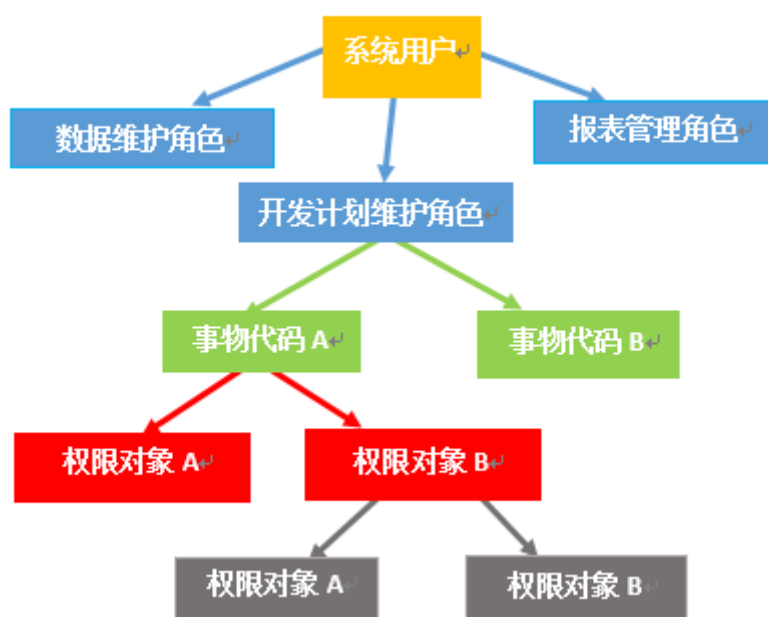 系统用户
数据维护角色
报表管理角色
开发计划维护角色
事物代码 A
事物代码 B
权限对象 A
权限对象 B
权限对象 A
权限对象 B